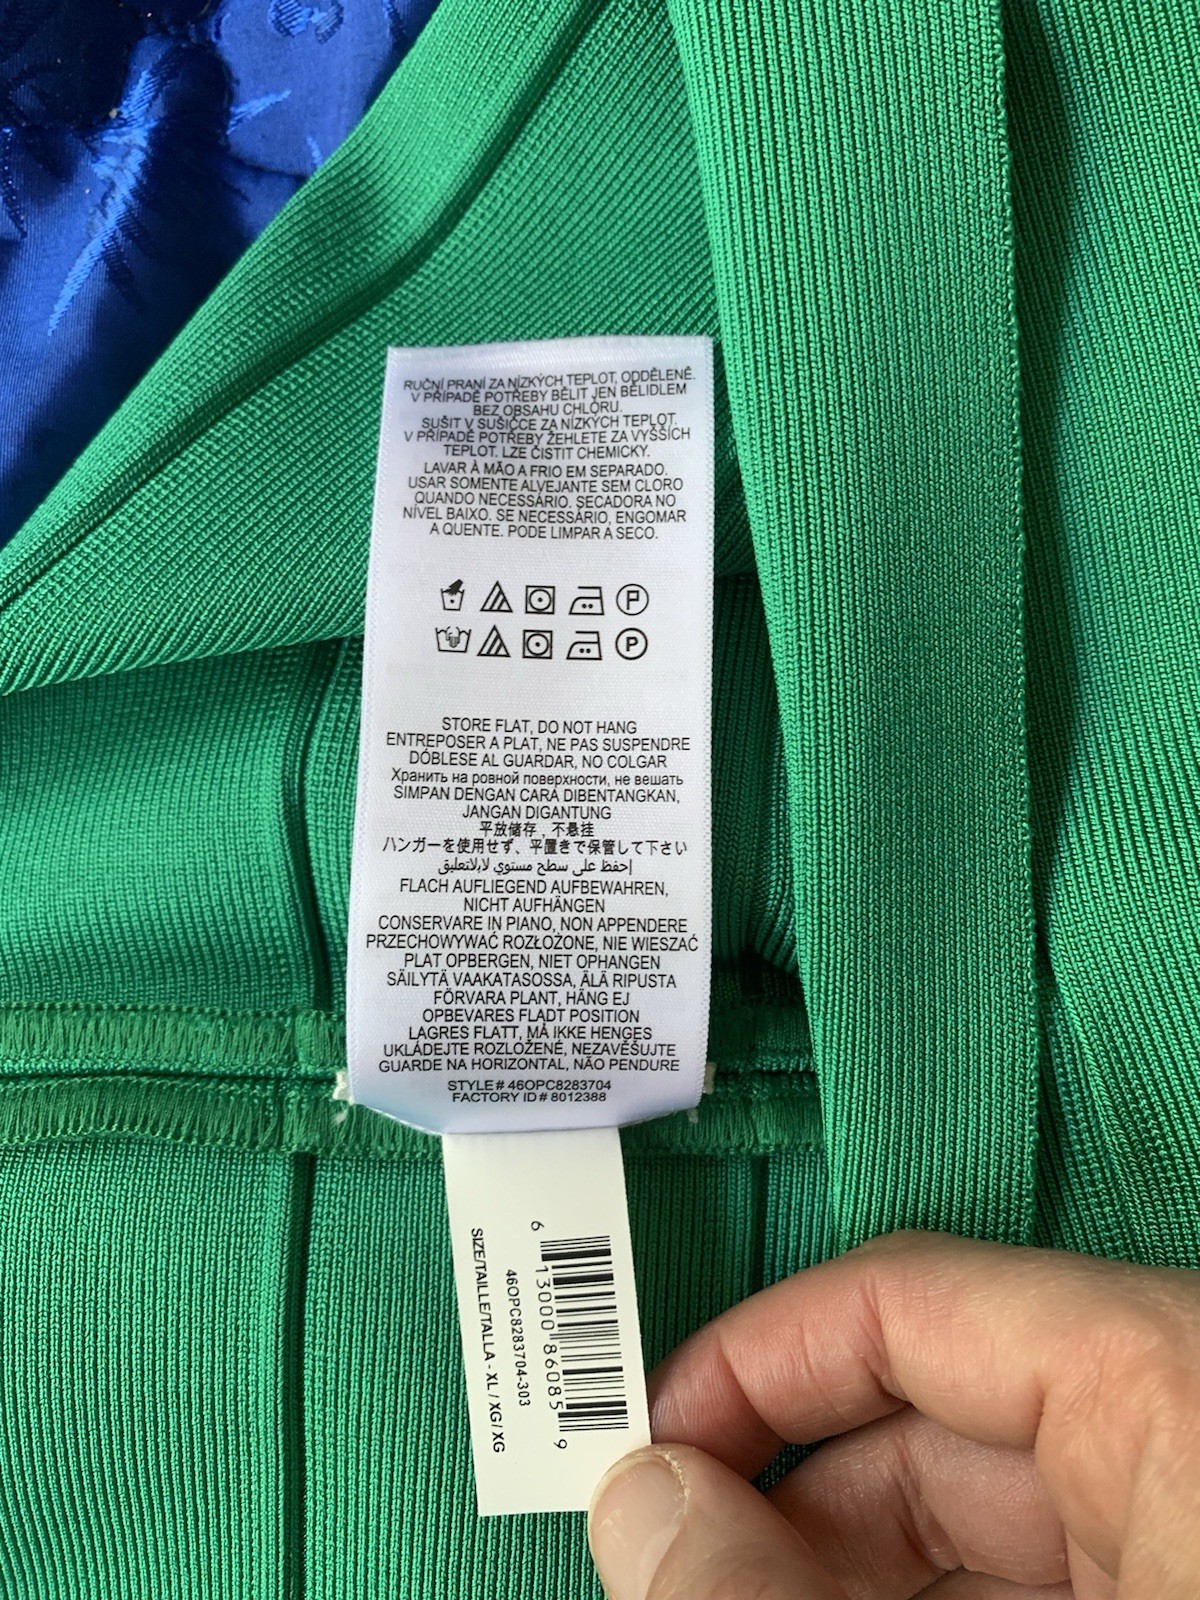 RUČNÍ PRANÍ ZA NÍZKÝCH TEPLOT, ODDĚLENĚ.
V PŘÍPADĚ POTŘEBY BĚLIT JEN BĚLIDLEM
BEZ OBSAHU CHLÓRU.
SUŠIT V SUŠIČCE ZA NÍZKÝCH TEPLOT.
V PŘÍPADĚ POTŘEBY ŽEHLETE ZA VYŠŠÍCH
TEPLOT. LZE ČISTIT CHEMICKY.
LAVAR À MÃO A FRIO EM SEPARADO.
USAR SOMENTE ALVEJANTE SEM CLORO
QUANDO NECESSÁRIO. SECADORA NO
NÍVEL BAIXO. SE NECESSÁRIO, ENGOMAR
A QUENTE. PODE LIMPAR A SECO.
P
P
STORE FLAT, DO NOT HANG
ENTREPOSER A PLAT, NE PAS SUSPENDRE
DÓBLESE AL GUARDAR, NO COLGAR
Хранить на ровной поверхности, не вешать
SIMPAN DENGAN CARA DIBENTANGKAN,
JANGAN DIGANTUNG
平放储存，不悬挂
ハンガーを使用せず、平置きで保管して下さい
إحفظ على سطح مستوي لابلاتعليق
FLACH AUFLIEGEND AUFBEWAHREN,
NICHT AUFHÄNGEN
CONSERVARE IN PIANO, NON APPENDERE
PRZECHOWYWAĆ ROZŁOŻONE, NIE WIESZAĆ
PLAT OPBERGEN, NIET OPHANGEN
SÄILYTÄ VAAKATASOSSA, ÄLÄ RIPUSTA
FÖRVARA PLANT, HÄNG EJ
OPBEVARES FLADT POSITION
LAGRES FLATT, MÅ IKKE HENGES
UKLÁDEJTE ROZLOŽENÉ, NEZAVĚŠUJTE
GUARDE NA HORIZONTAL, NÃO PENDURE
STYLE# 46OPC8283704
FACTORY ID# 8012388
6 13000 86085 9
46OPC8283704-303
SIZE/TAILLE/TALLA - XL / XG/ XG